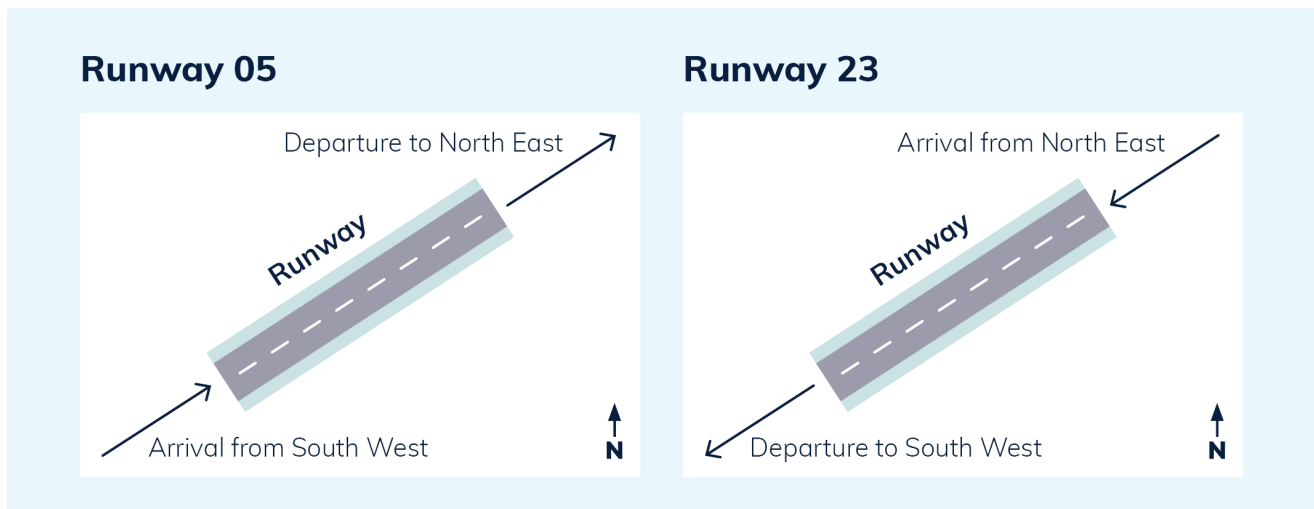 Runway 05
Departure to North East
Runway
Arrival from South West
N
Runway 23
Arrival from North East
Runway
Departure to South West
N